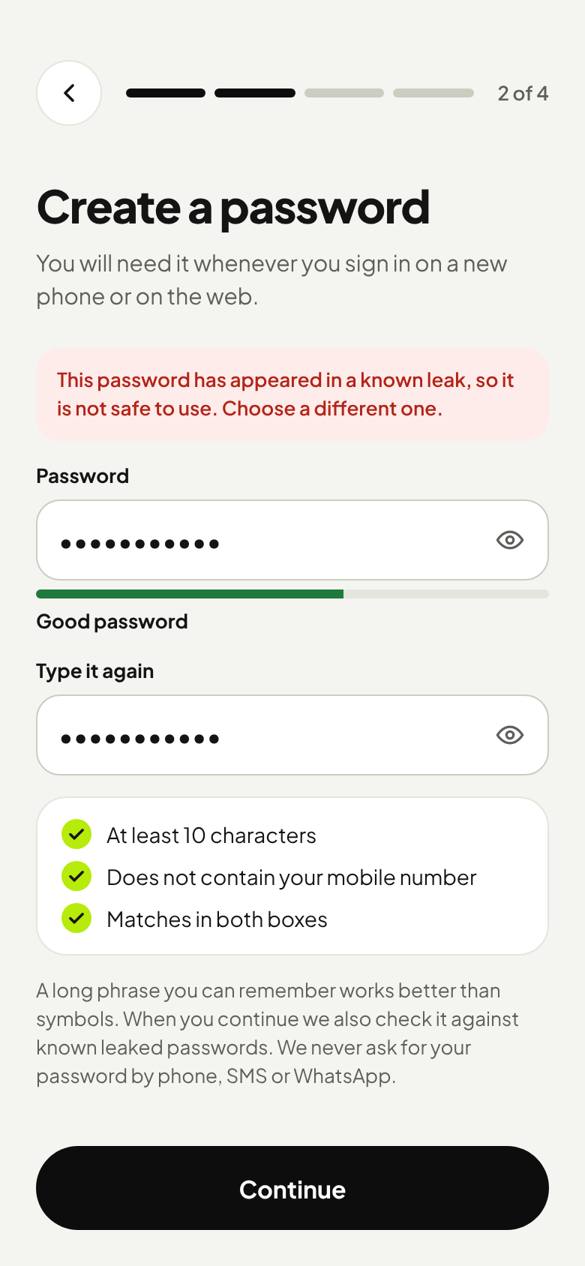 2 of 4
Create a password
You will need it whenever you sign in on a new
phone or on the web.
This password has appeared in a known leak, so it
is not safe to use. Choose a different one.
Password
•••••••••••
Good password
Type it again
•••••••••••
At least 10 characters
Does not contain your mobile number
Matches in both boxes
A long phrase you can remember works better than
symbols. When you continue we also check it against
known leaked passwords. We never ask for your
password by phone, SMS or WhatsApp.
Continue